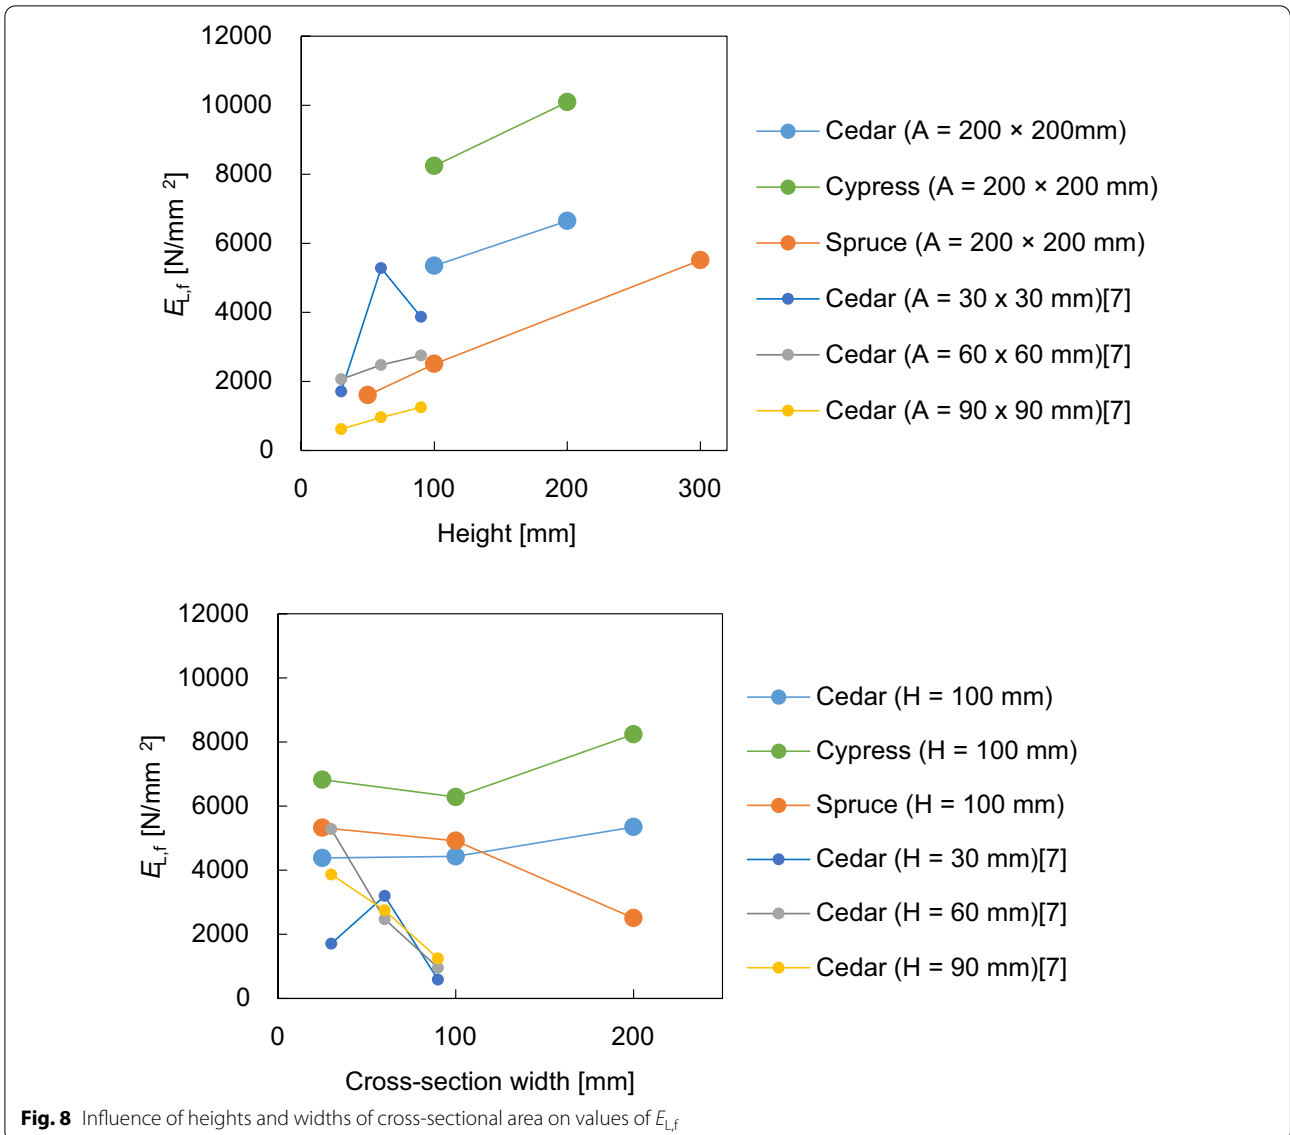 12000
10000
8000
6000
4000
2000
0
E_L,f [N/mm ²]
0 100 200 300
Height [mm]
Cedar (A = 200 × 200mm)
Cypress (A = 200 × 200 mm)
Spruce (A = 200 × 200 mm)
Cedar (A = 30 x 30 mm)[7]
Cedar (A = 60 x 60 mm)[7]
Cedar (A = 90 x 90 mm)[7]
12000
10000
8000
6000
4000
2000
0
E_L,f [N/mm ²]
0 100 200
Cross-section width [mm]
Cedar (H = 100 mm)
Cypress (H = 100 mm)
Spruce (H = 100 mm)
Cedar (H = 30 mm)[7]
Cedar (H = 60 mm)[7]
Cedar (H = 90 mm)[7]
Fig. 8 Influence of heights and widths of cross-sectional area on values of E_L,f